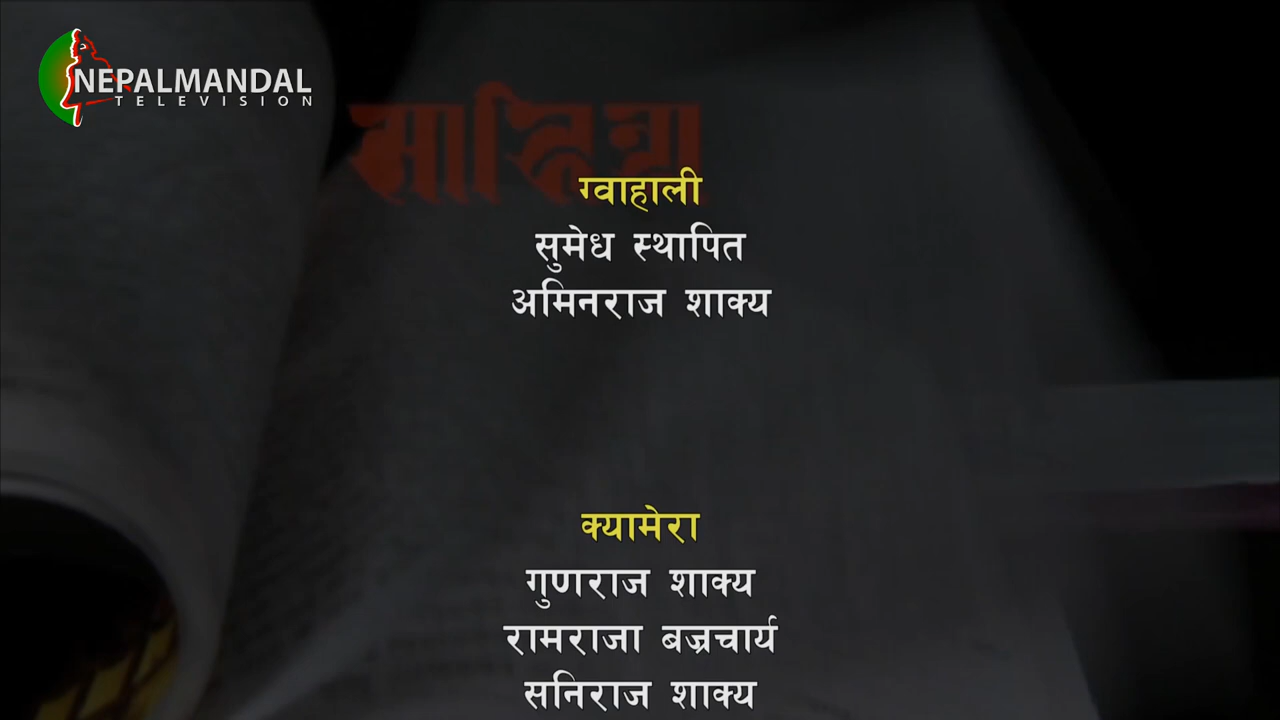 NEPALMANDAL
TELEVISION
ग्वाहाली
सुमेध स्थापित
अमिनराज शाक्य
क्यामेरा
गुणराज शाक्य
रामराजा बज्रचार्य
सनिराज शाक्य